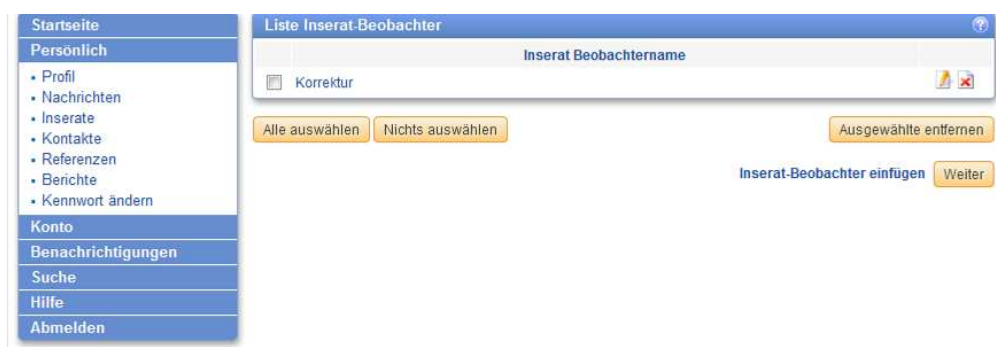 Startseite
Persönlich
Profil
Nachrichten
Inserate
Kontakte
Referenzen
Berichte
Kennwort ändern
Konto
Benachrichtigungen
Suche
Hilfe
Abmelden
Liste Inserat-Beobachter
Inserat Beobachtername
Korrektur
Alle auswählen Nichts auswählen Ausgewählte entfernen
Inserat-Beobachter einfügen Weiter